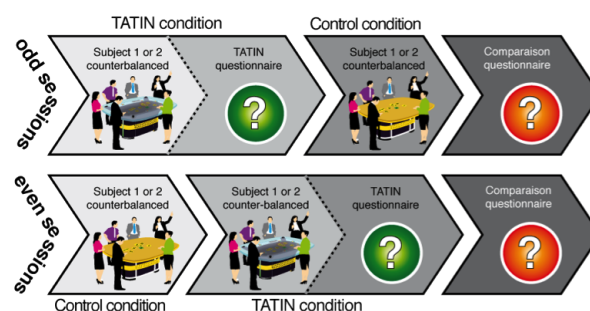 TATIN condition
Control condition
odd sessions
Subject 1 or 2
counterbalanced
TATIN
questionnaire
?
Subject 1 or 2
counterbalanced
Comparaison
questionnaire
?
even sessions
Subject 1 or 2
counterbalanced
Subject 1 or 2
counter-balanced
TATIN
questionnaire
?
Comparaison
questionnaire
?
Control condition
TATIN condition